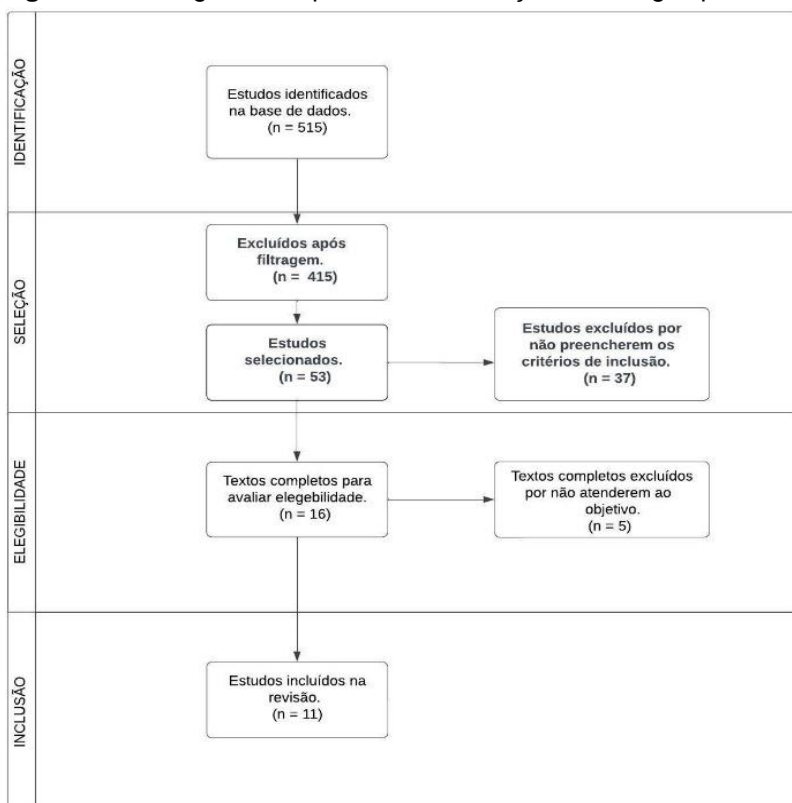 IDENTIFICAÇÃO
Estudos identificados
na base de dados.
(n = 515)
SELEÇÃO
Excluídos após
filtragem.
(n = 415)
Estudos
selecionados.
(n = 53)
Estudos excluídos por
não preencherem os
critérios de inclusão.
(n = 37)
ELEGIBILIDADE
Textos completos para
avaliar elegebilidade.
(n = 16)
Textos completos excluídos
por não atenderem ao
objetivo.
(n = 5)
INCLUSÃO
Estudos incluídos na
revisão.
(n = 11)